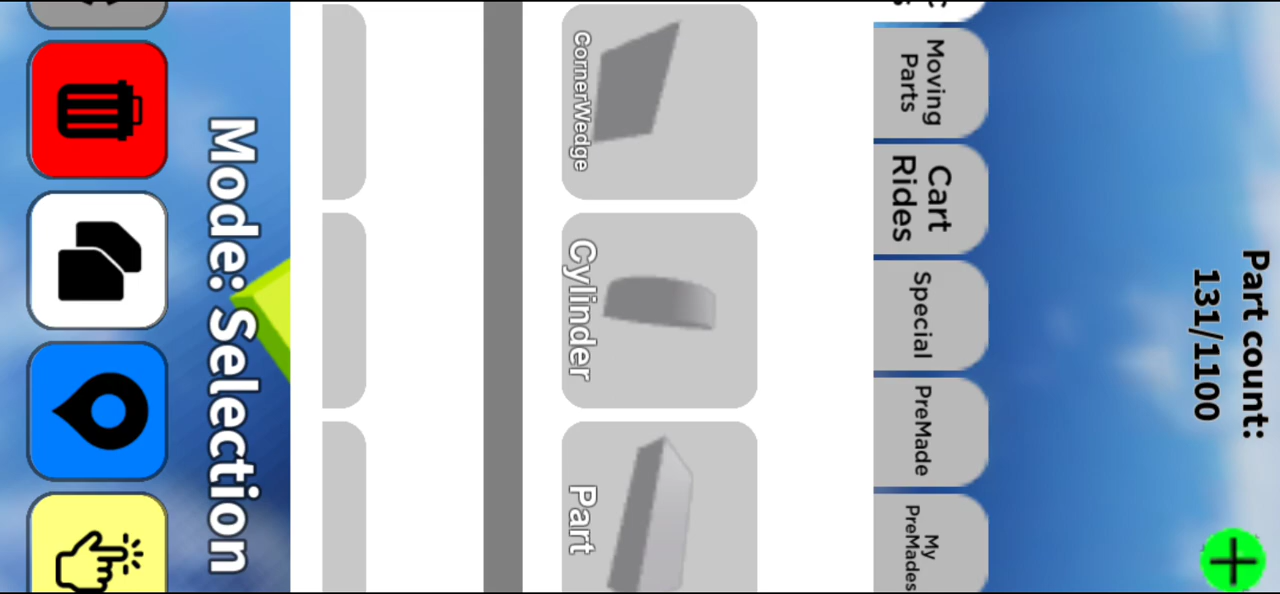 Part count:
131/1100
Moving
Parts
Cart
Rides
Special
PreMade
My
PreMades
CornerWedge
Cylinder
Part
Mode: Selection